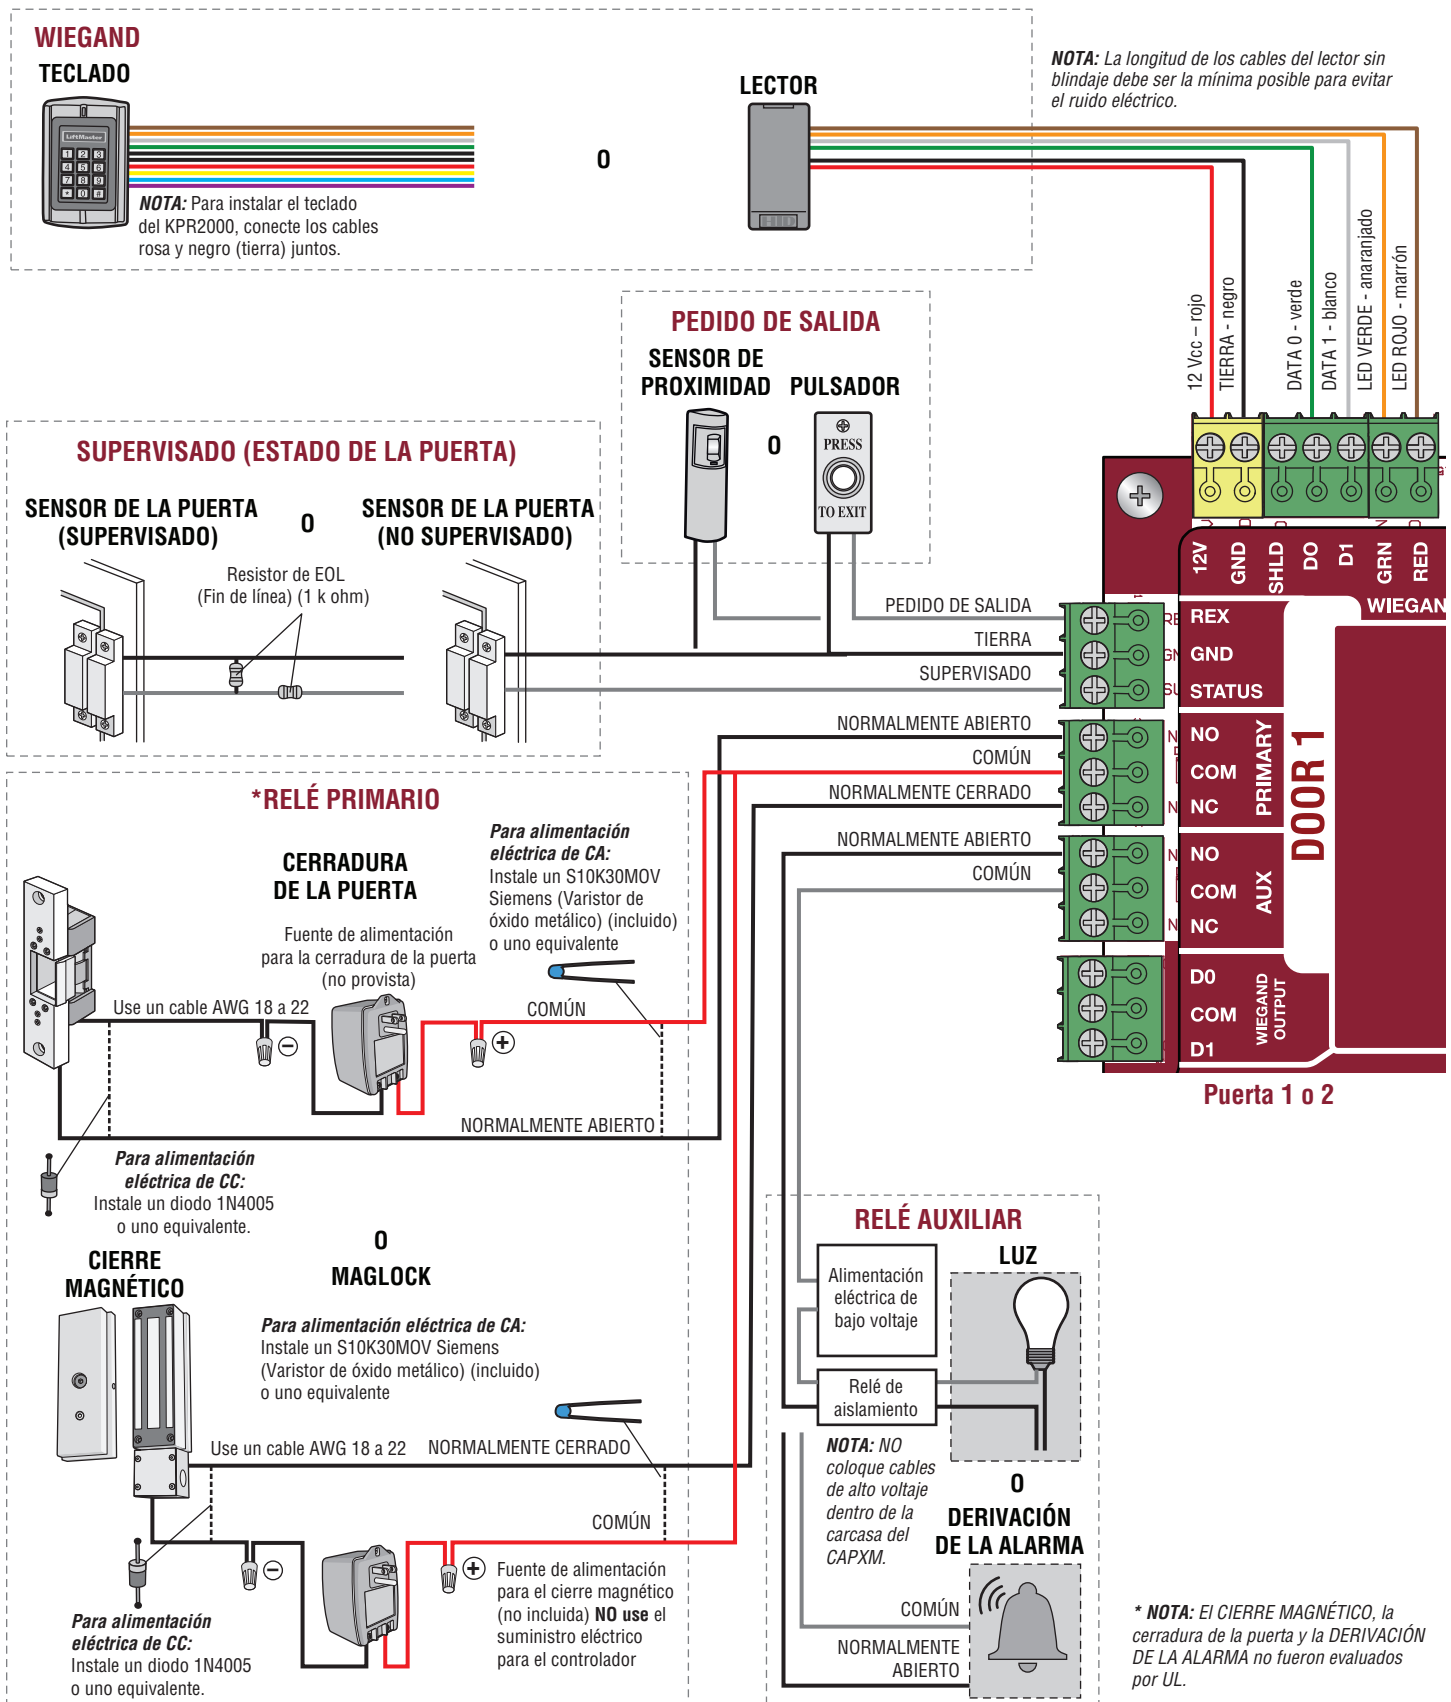 WIEGAND
TECLADO
LiftMaster
1 2 3
4 5 6
7 8 9
* 0 #
NOTA: Para instalar el teclado
del KPR2000, conecte los cables
rosa y negro (tierra) juntos.
O
LECTOR
HID
NOTA: La longitud de los cables del lector sin
blindaje debe ser la mínima posible para evitar
el ruido eléctrico.
12 Vcc – rojo
TIERRA - negro
DATA 0 - verde
DATA 1 - blanco
LED VERDE - anaranjado
LED ROJO - marrón
PEDIDO DE SALIDA
SENSOR DE
PROXIMIDAD
O
PULSADOR
PRESS
TO EXIT
SUPERVISADO (ESTADO DE LA PUERTA)
SENSOR DE LA PUERTA
(SUPERVISADO)
O
SENSOR DE LA PUERTA
(NO SUPERVISADO)
Resistor de EOL
(Fin de línea) (1 k ohm)
PEDIDO DE SALIDA
TIERRA
SUPERVISADO
NORMALMENTE ABIERTO
COMÚN
NORMALMENTE CERRADO
NORMALMENTE ABIERTO
COMÚN
12V
GND
SHLD
DO
D1
GRN
RED
WIEGAN
REX
GND
STATUS
NO
COM
NC
PRIMARY
DOOR 1
NO
COM
NC
AUX
D0
COM
D1
WIEGAND
OUTPUT
Puerta 1 o 2
*RELÉ PRIMARIO
CERRADURA
DE LA PUERTA
Fuente de alimentación
para la cerradura de la puerta
(no provista)
Para alimentación
eléctrica de CA:
Instale un S10K30MOV
Siemens (Varistor de
óxido metálico) (incluido)
o uno equivalente
Use un cable AWG 18 a 22
−
+
COMÚN
NORMALMENTE ABIERTO
Para alimentación
eléctrica de CC:
Instale un diodo 1N4005
o uno equivalente.
O
CIERRE
MAGNÉTICO
MAGLOCK
Para alimentación eléctrica de CA:
Instale un S10K30MOV Siemens
(Varistor de óxido metálico) (incluido)
o uno equivalente
Use un cable AWG 18 a 22
NORMALMENTE CERRADO
COMÚN
−
+
Fuente de alimentación
para el cierre magnético
(no incluida) NO use el
suministro eléctrico
para el controlador
Para alimentación
eléctrica de CC:
Instale un diodo 1N4005
o uno equivalente.
RELÉ AUXILIAR
LUZ
Alimentación
eléctrica de
bajo voltaje
Relé de
aislamiento
NOTA: NO
coloque cables
de alto voltaje
dentro de la
carcasa del
CAPXM.
O
DERIVACIÓN
DE LA ALARMA
COMÚN
NORMALMENTE
ABIERTO
* NOTA: El CIERRE MAGNÉTICO, la
cerradura de la puerta y la DERIVACIÓN
DE LA ALARMA no fueron evaluados
por UL.